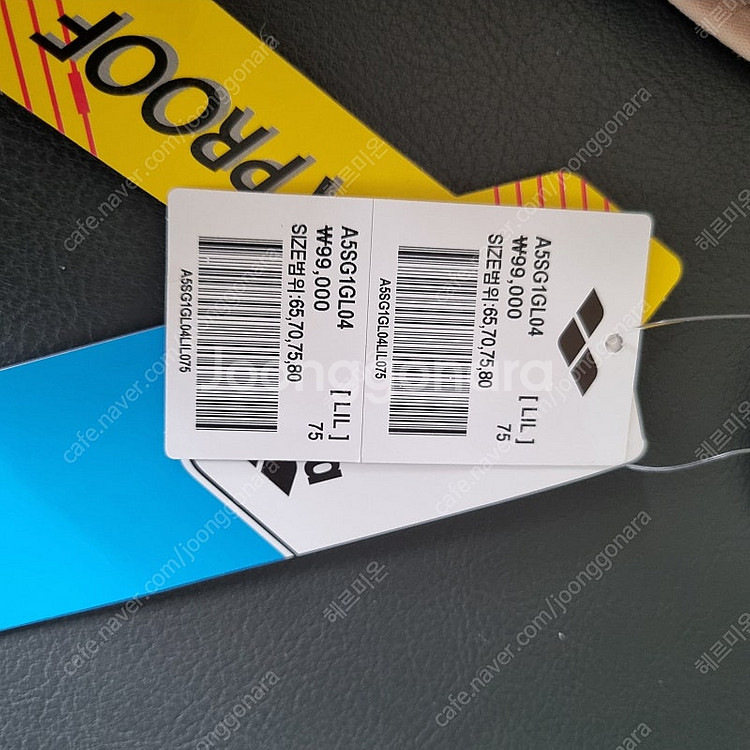 PROOF
A5SG1GL04
₩99,000
SIZE범위:65,70,75,80
[ LIL ]
75
A5SG1GL04LIL075
A5SG1GL04
₩99,000
SIZE범위:65,70,75,80
[ LIL ]
75
A5SG1GL04LIL075
Joonggonara
cafe.naver.com/joonggonara
헤르미온